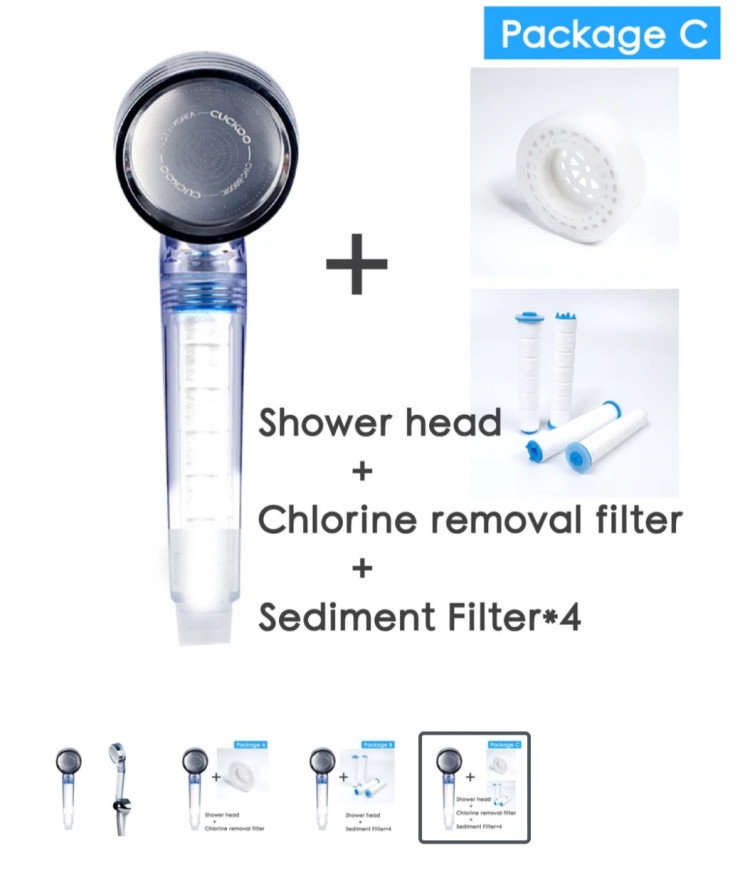 Package C
CUCKOO
CUCKOO
+
Shower head
+
Chlorine removal filter
+
Sediment Filter*4
Package A
+
Shower head
+
Chlorine removal filter
Package B
+
Shower head
+
Sediment Filter*4
Package C
+
Shower head
+
Chlorine removal filter
+
Sediment Filter*4